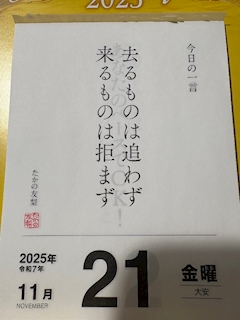 2025
今日の一言
去るものは追わず
来るものは拒まず
たかの友梨
2025年
令和7年
11月
NOVEMBER
21
金曜
大安